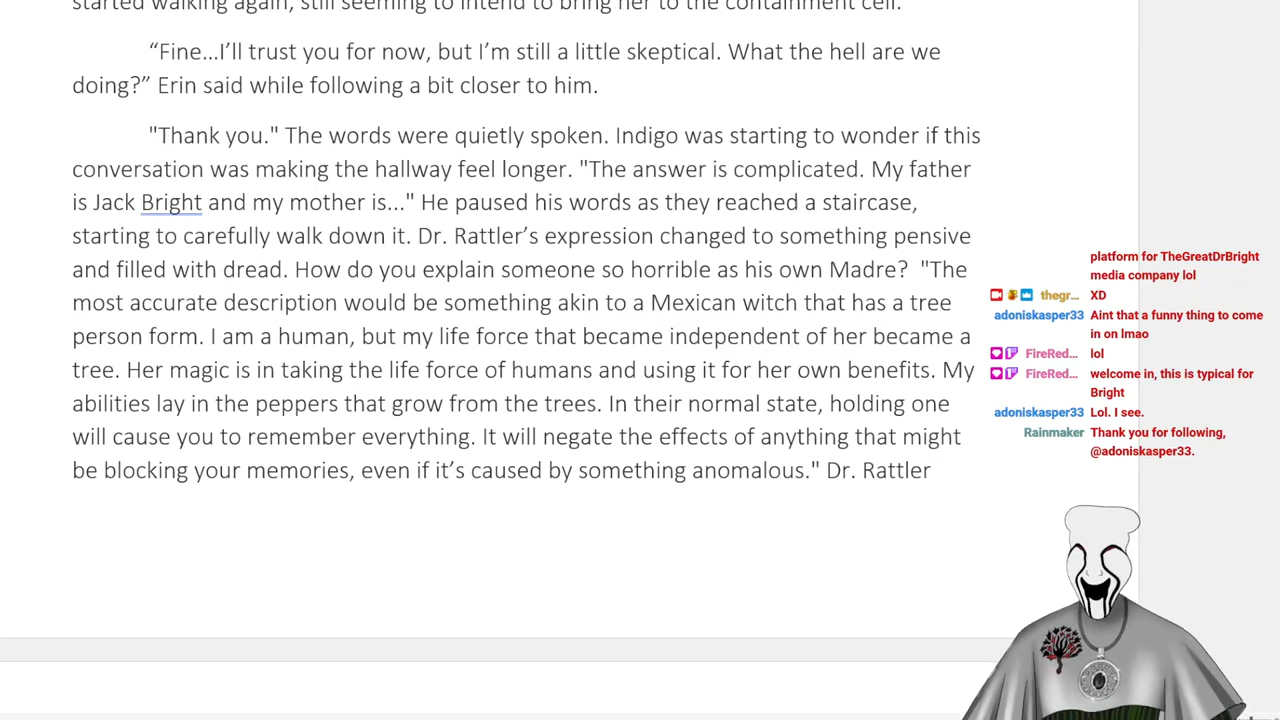 started walking again, still seeming to intend to bring her to the containment cell.
“Fine…I’ll trust you for now, but I’m still a little skeptical. What the hell are we
doing?” Erin said while following a bit closer to him.
"Thank you." The words were quietly spoken. Indigo was starting to wonder if this
conversation was making the hallway feel longer. "The answer is complicated. My father
is Jack Bright and my mother is..." He paused his words as they reached a staircase,
starting to carefully walk down it. Dr. Rattler’s expression changed to something pensive
and filled with dread. How do you explain someone so horrible as his own Madre?  "The
most accurate description would be something akin to a Mexican witch that has a tree
person form. I am a human, but my life force that became independent of her became a
tree. Her magic is in taking the life force of humans and using it for her own benefits. My
abilities lay in the peppers that grow from the trees. In their normal state, holding one
will cause you to remember everything. It will negate the effects of anything that might
be blocking your memories, even if it’s caused by something anomalous." Dr. Rattler
platform for TheGreatDrBright
media company lol
thegr... XD
adoniskasper33 Aint that a funny thing to come
in on lmao
FireRed... lol
FireRed... welcome in, this is typical for
Bright
adoniskasper33 Lol. I see.
Rainmaker Thank you for following,
@adoniskasper33.